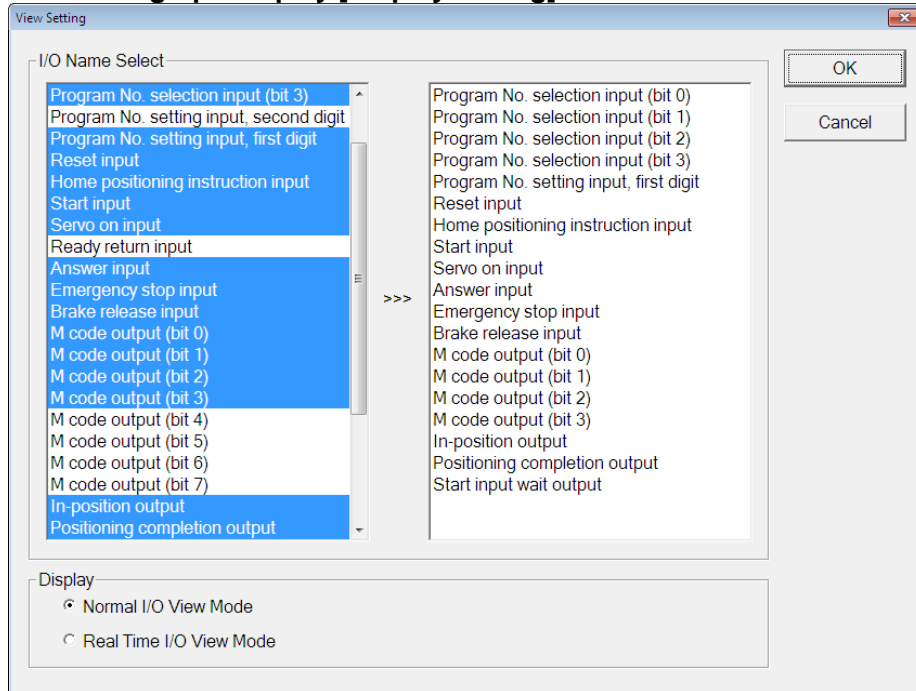 View Setting
I/O Name Select
OK
Cancel
Program No. selection input (bit 3)
Program No. setting input, second digit
Program No. setting input, first digit
Reset input
Home positioning instruction input
Start input
Servo on input
Ready return input
Answer input
Emergency stop input
Brake release input
M code output (bit 0)
M code output (bit 1)
M code output (bit 2)
M code output (bit 3)
M code output (bit 4)
M code output (bit 5)
M code output (bit 6)
M code output (bit 7)
In-position output
Positioning completion output
>>>
Program No. selection input (bit 0)
Program No. selection input (bit 1)
Program No. selection input (bit 2)
Program No. selection input (bit 3)
Program No. setting input, first digit
Reset input
Home positioning instruction input
Start input
Servo on input
Answer input
Emergency stop input
Brake release input
M code output (bit 0)
M code output (bit 1)
M code output (bit 2)
M code output (bit 3)
In-position output
Positioning completion output
Start input wait output
Display
Normal I/O View Mode
Real Time I/O View Mode